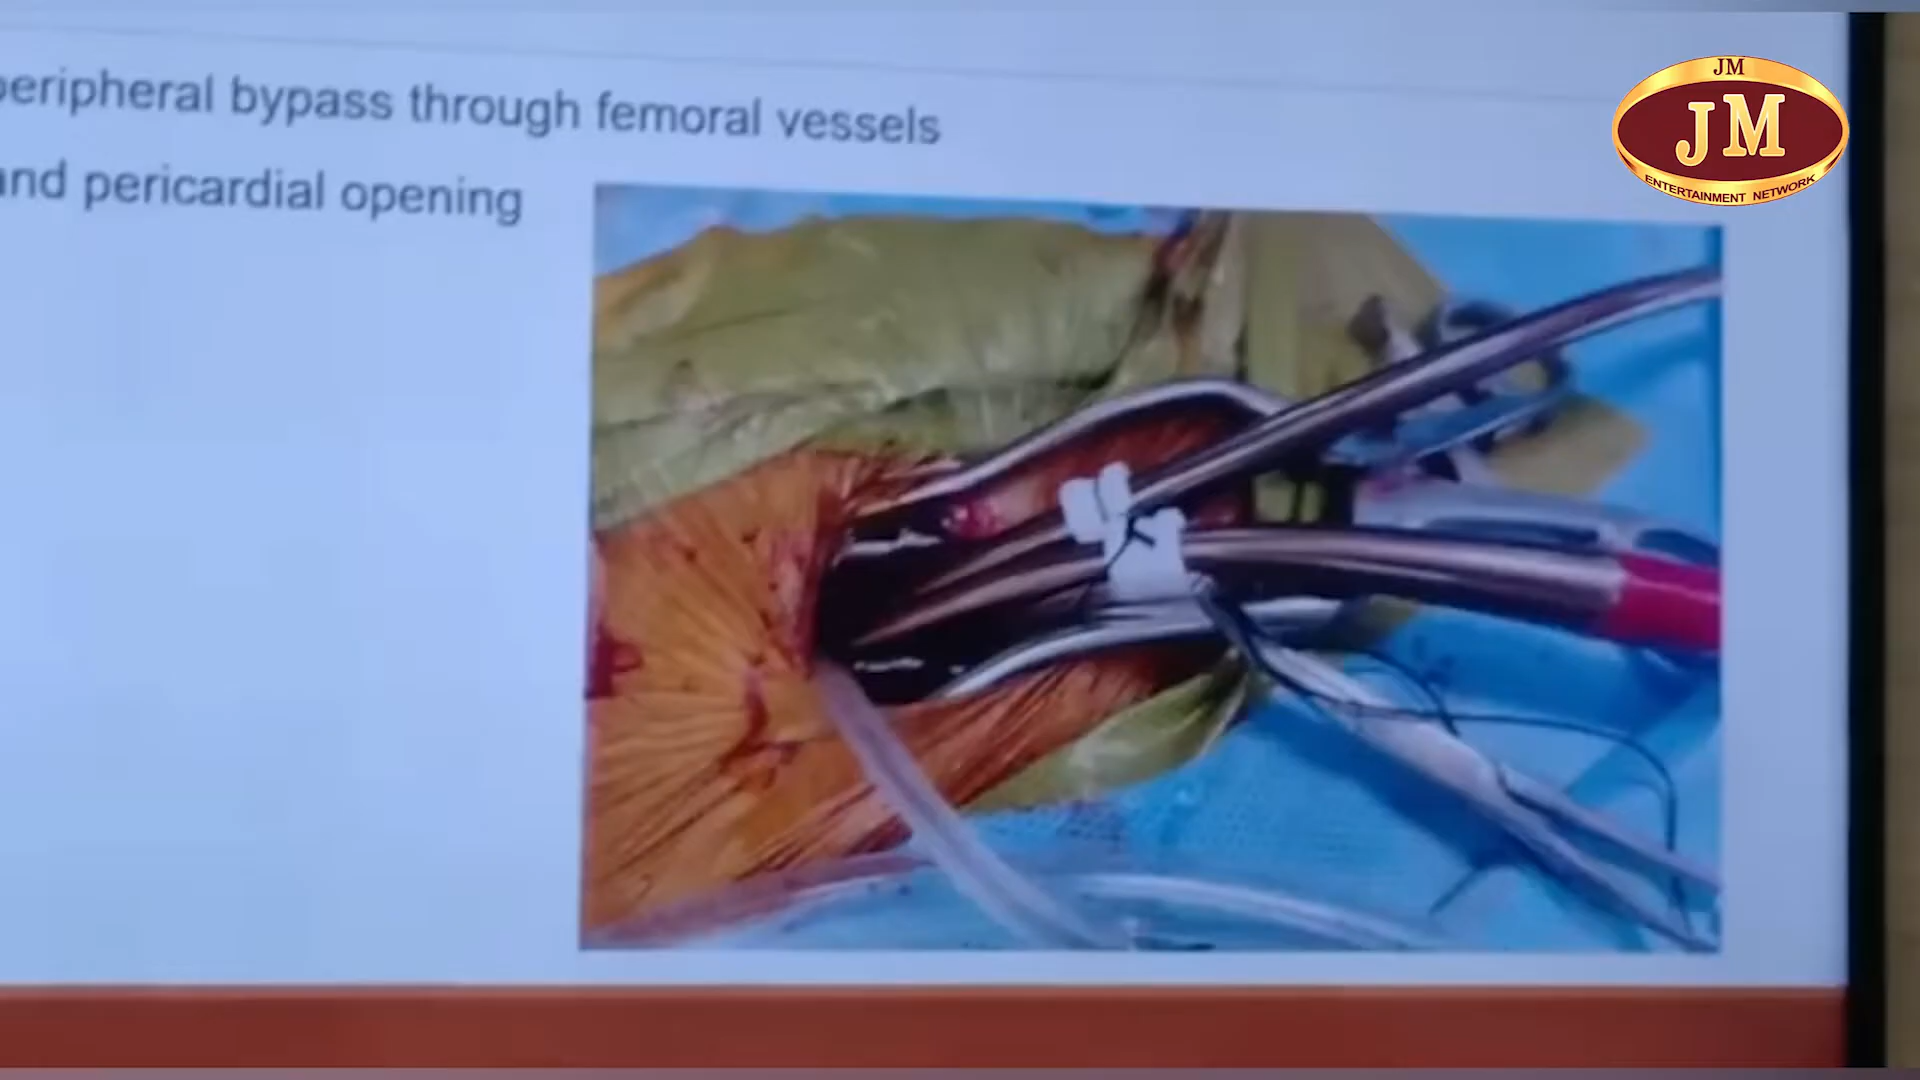 peripheral bypass through femoral vessels
and pericardial opening
JM
JM
ENTERTAINMENT NETWORK